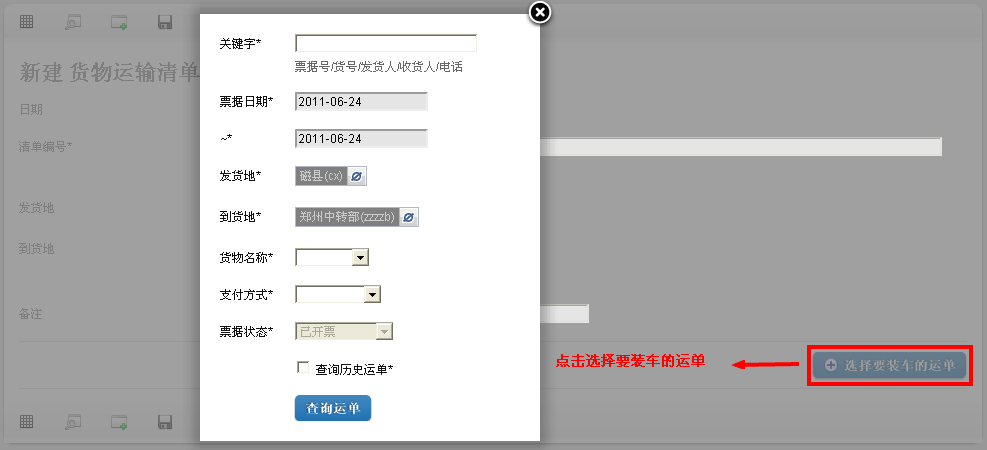 新建 货物运输清单
日期
清单编号*
发货地
到货地
备注
关键字*
票据号/货号/发货人/收货人/电话
票据日期* 2011-06-24
~* 2011-06-24
发货地* 磁县(cx)
到货地* 郑州中转部(zzzzb)
货物名称*
支付方式*
票据状态* 已开票
查询历史运单*
查询运单
点击选择要装车的运单
选择要装车的运单